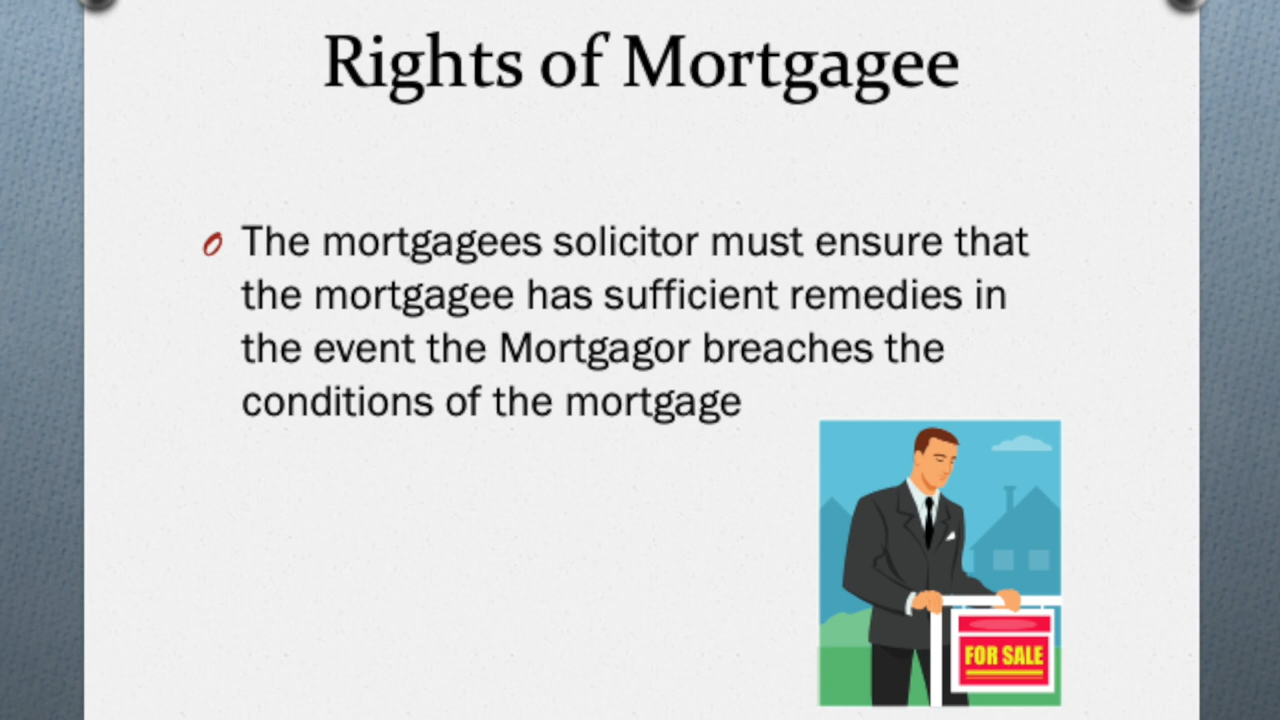 Rights of Mortgagee
The mortgagees solicitor must ensure that
the mortgagee has sufficient remedies in
the event the Mortgagor breaches the
conditions of the mortgage
FOR SALE